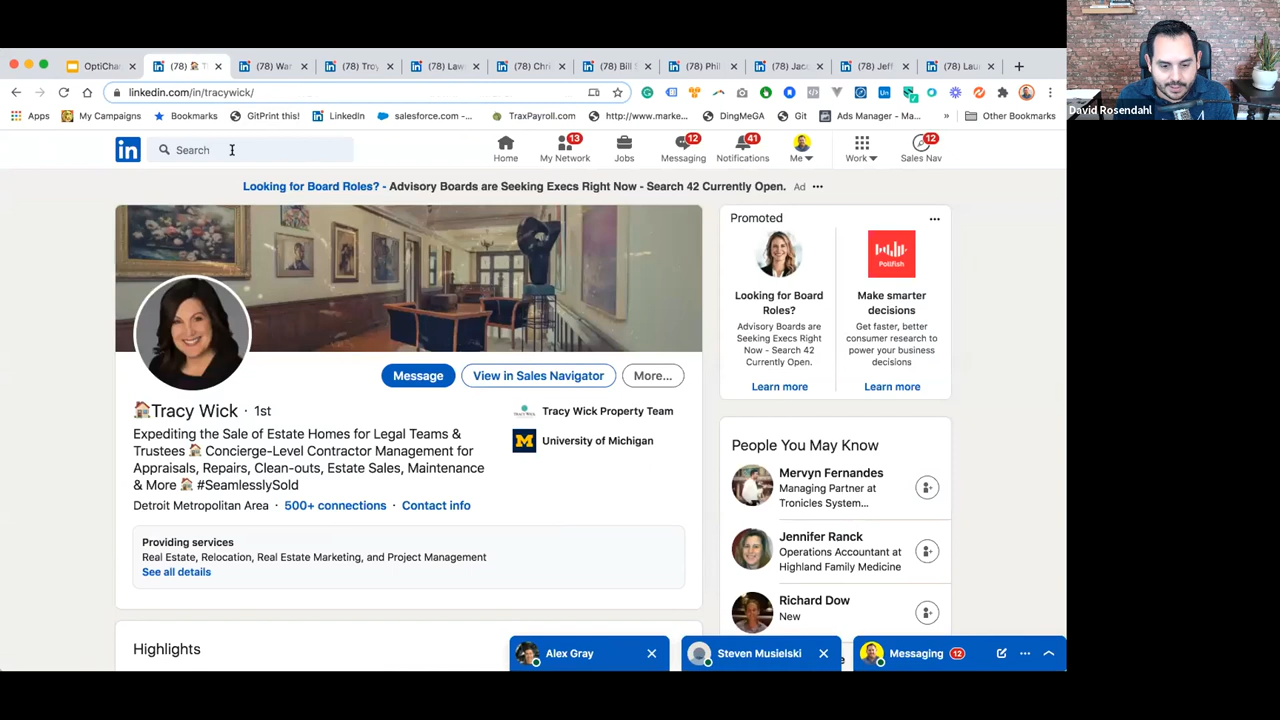 OptiCha
(78)
(78) Wa
(78) Troy
(78) Law
(78) Chri
(78) Bill S
(78) Phil
(78) Jac
(78) Jeff
(78) Lau
David Rosendahl
linkedin.com/in/tracywick/
Apps
My Campaigns
Bookmarks
GitPrint this!
LinkedIn
salesforce.com -...
TraxPayroll.com
http://www.marke...
DingMeGA
Git
Ads Manager - Ma...
»
Other Bookmarks
in
Search
Home
13
My Network
Jobs
12
Messaging
41
Notifications
Me
Work
12
Sales Nav
Looking for Board Roles? - Advisory Boards are Seeking Execs Right Now - Search 42 Currently Open. Ad ···
Message
View in Sales Navigator
More...
Tracy Wick · 1st
Expediting the Sale of Estate Homes for Legal Teams &
Trustees Concierge-Level Contractor Management for
Appraisals, Repairs, Clean-outs, Estate Sales, Maintenance
& More #SeamlesslySold
Detroit Metropolitan Area · 500+ connections · Contact info
Tracy Wick Property Team
M
University of Michigan
Providing services
Real Estate, Relocation, Real Estate Marketing, and Project Management
See all details
Highlights
Promoted
Looking for Board
Roles?
Advisory Boards are
Seeking Execs Right
Now - Search 42
Currently Open.
Learn more
Pollfish
Make smarter
decisions
Get faster, better
consumer research to
power your business
decisions
Learn more
People You May Know
Mervyn Fernandes
Managing Partner at
Tronicles System...
Jennifer Ranck
Operations Accountant at
Highland Family Medicine
Richard Dow
New
Alex Gray
Steven Musielski
Messaging 12